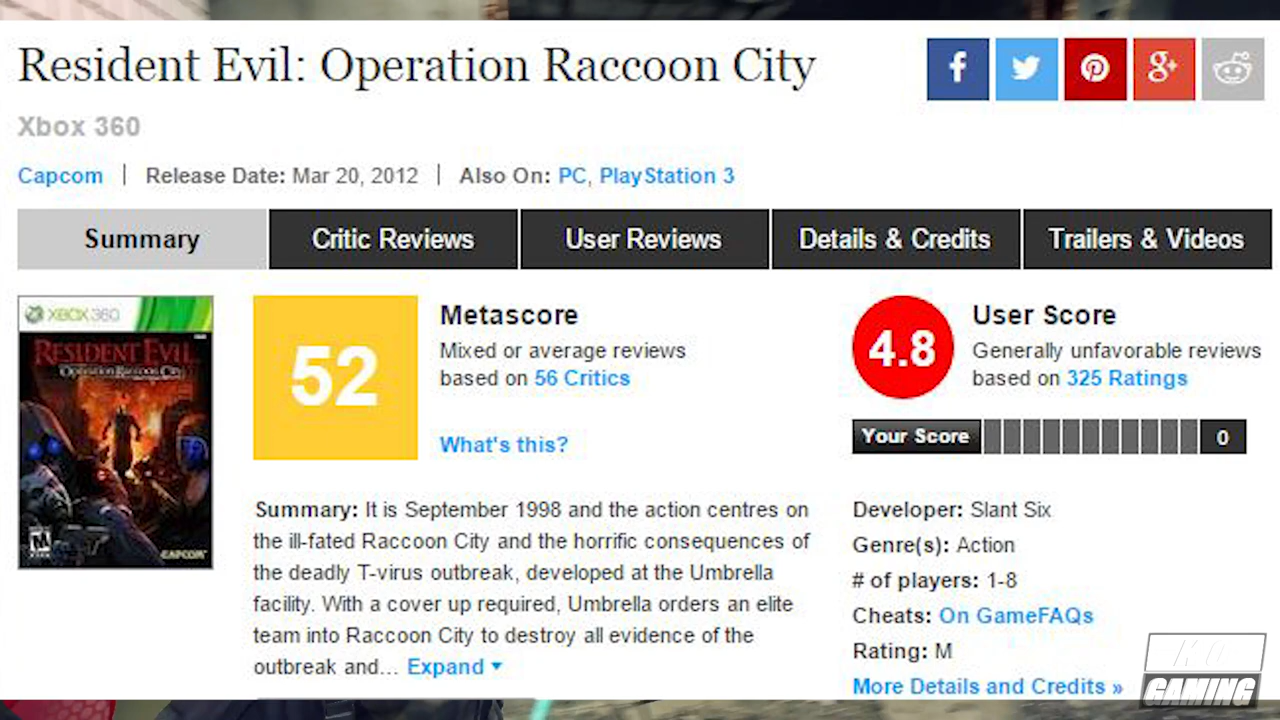 Resident Evil: Operation Raccoon City
Xbox 360
Capcom | Release Date: Mar 20, 2012 | Also On: PC, PlayStation 3
Summary Critic Reviews User Reviews Details & Credits Trailers & Videos
XBOX 360
RESIDENT EVIL
OPERATION RACCOON CITY
M
CAPCOM
52
Metascore
Mixed or average reviews
based on 56 Critics
What's this?
4.8
User Score
Generally unfavorable reviews
based on 325 Ratings
Your Score 0
Summary: It is September 1998 and the action centres on
the ill-fated Raccoon City and the horrific consequences of
the deadly T-virus outbreak, developed at the Umbrella
facility. With a cover up required, Umbrella orders an elite
team into Raccoon City to destroy all evidence of the
outbreak and... Expand
Developer: Slant Six
Genre(s): Action
# of players: 1-8
Cheats: On GameFAQs
Rating: M
More Details and Credits »
GAMING